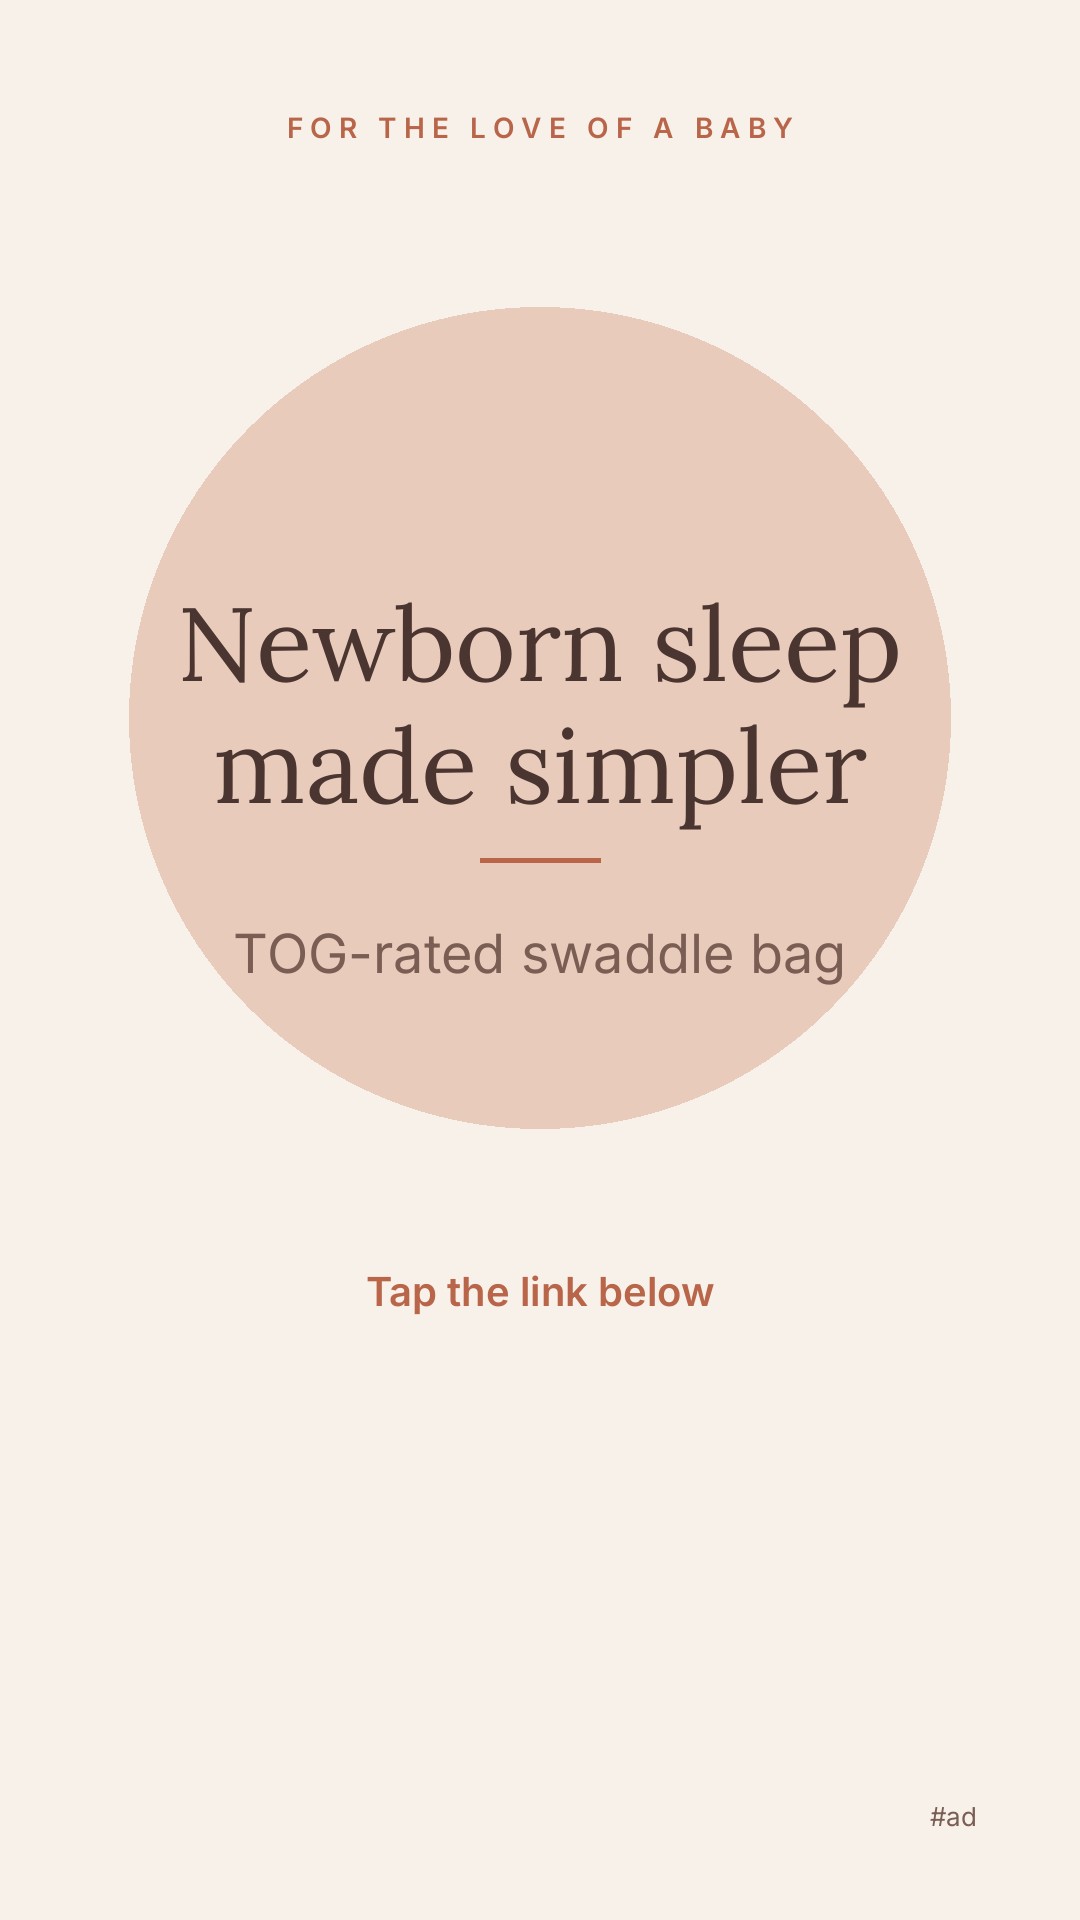 FOR THE LOVE OF A BABY
Newborn sleep
made simpler
TOG-rated swaddle bag
Tap the link below
#ad